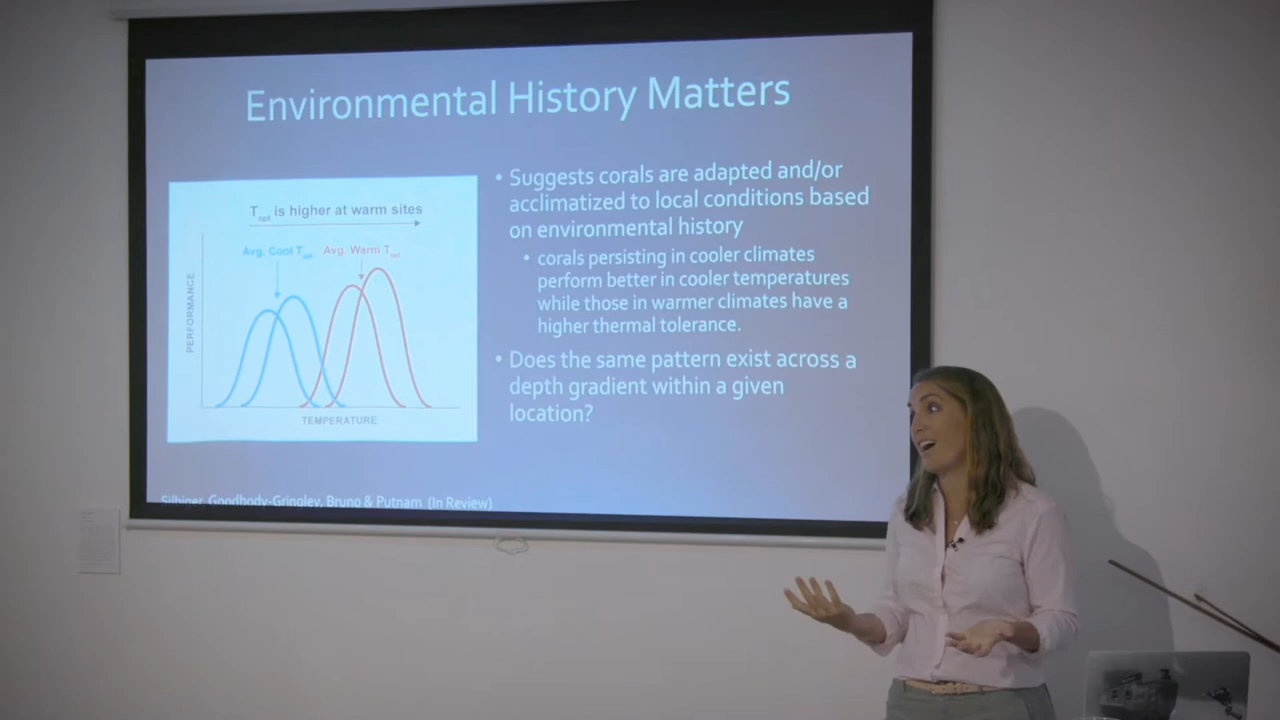 Environmental History Matters
T opt is higher at warm sites
Avg. Cool T opt
Avg. Warm T opt
PERFORMANCE
TEMPERATURE
• Suggests corals are adapted and/or
acclimatized to local conditions based
on environmental history
• corals persisting in cooler climates
perform better in cooler temperatures
while those in warmer climates have a
higher thermal tolerance.
• Does the same pattern exist across a
depth gradient within a given
location?
Silbiger, Goodbody-Gringley, Bruno & Putnam (In Review)